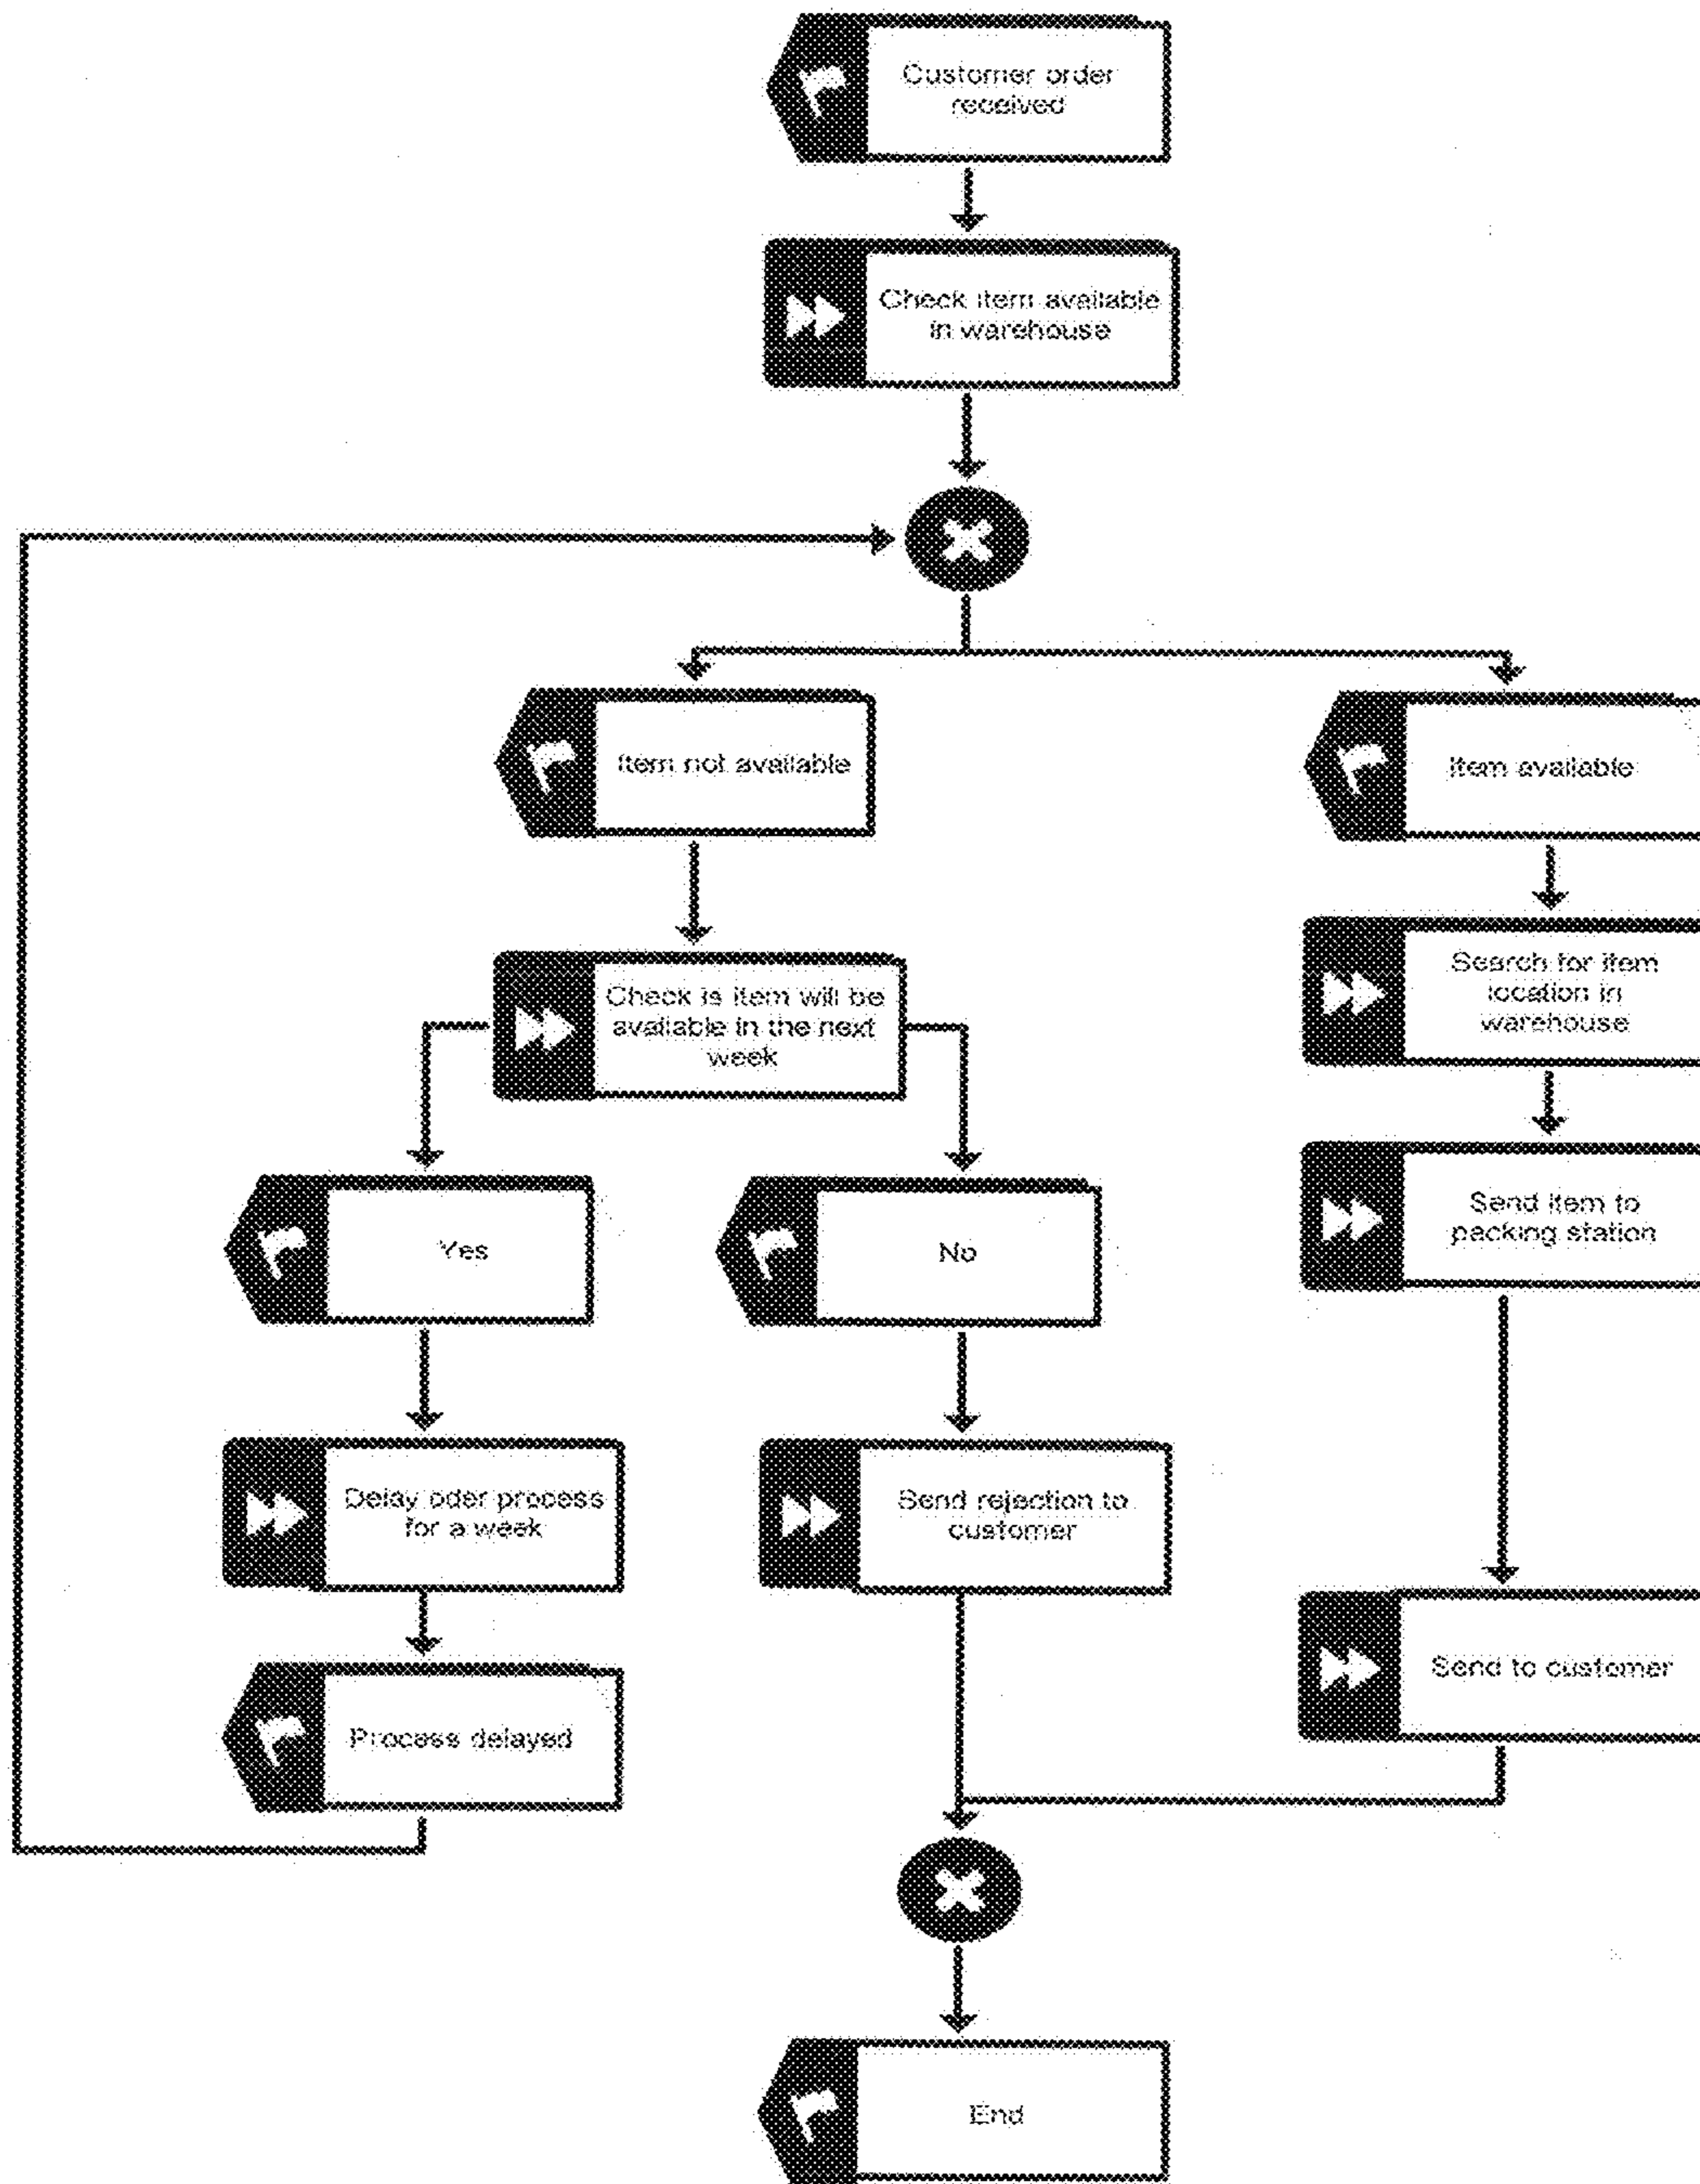 Customer order
received
Check item available
in warehouse
Item not available
Item available
Check is item will be
available in the next
week
Search for item
location in
warehouse
Yes
No
Send item to
packing station
Delay oder process
for a week
Send rejection to
customer
Send to customer
Process delayed
End